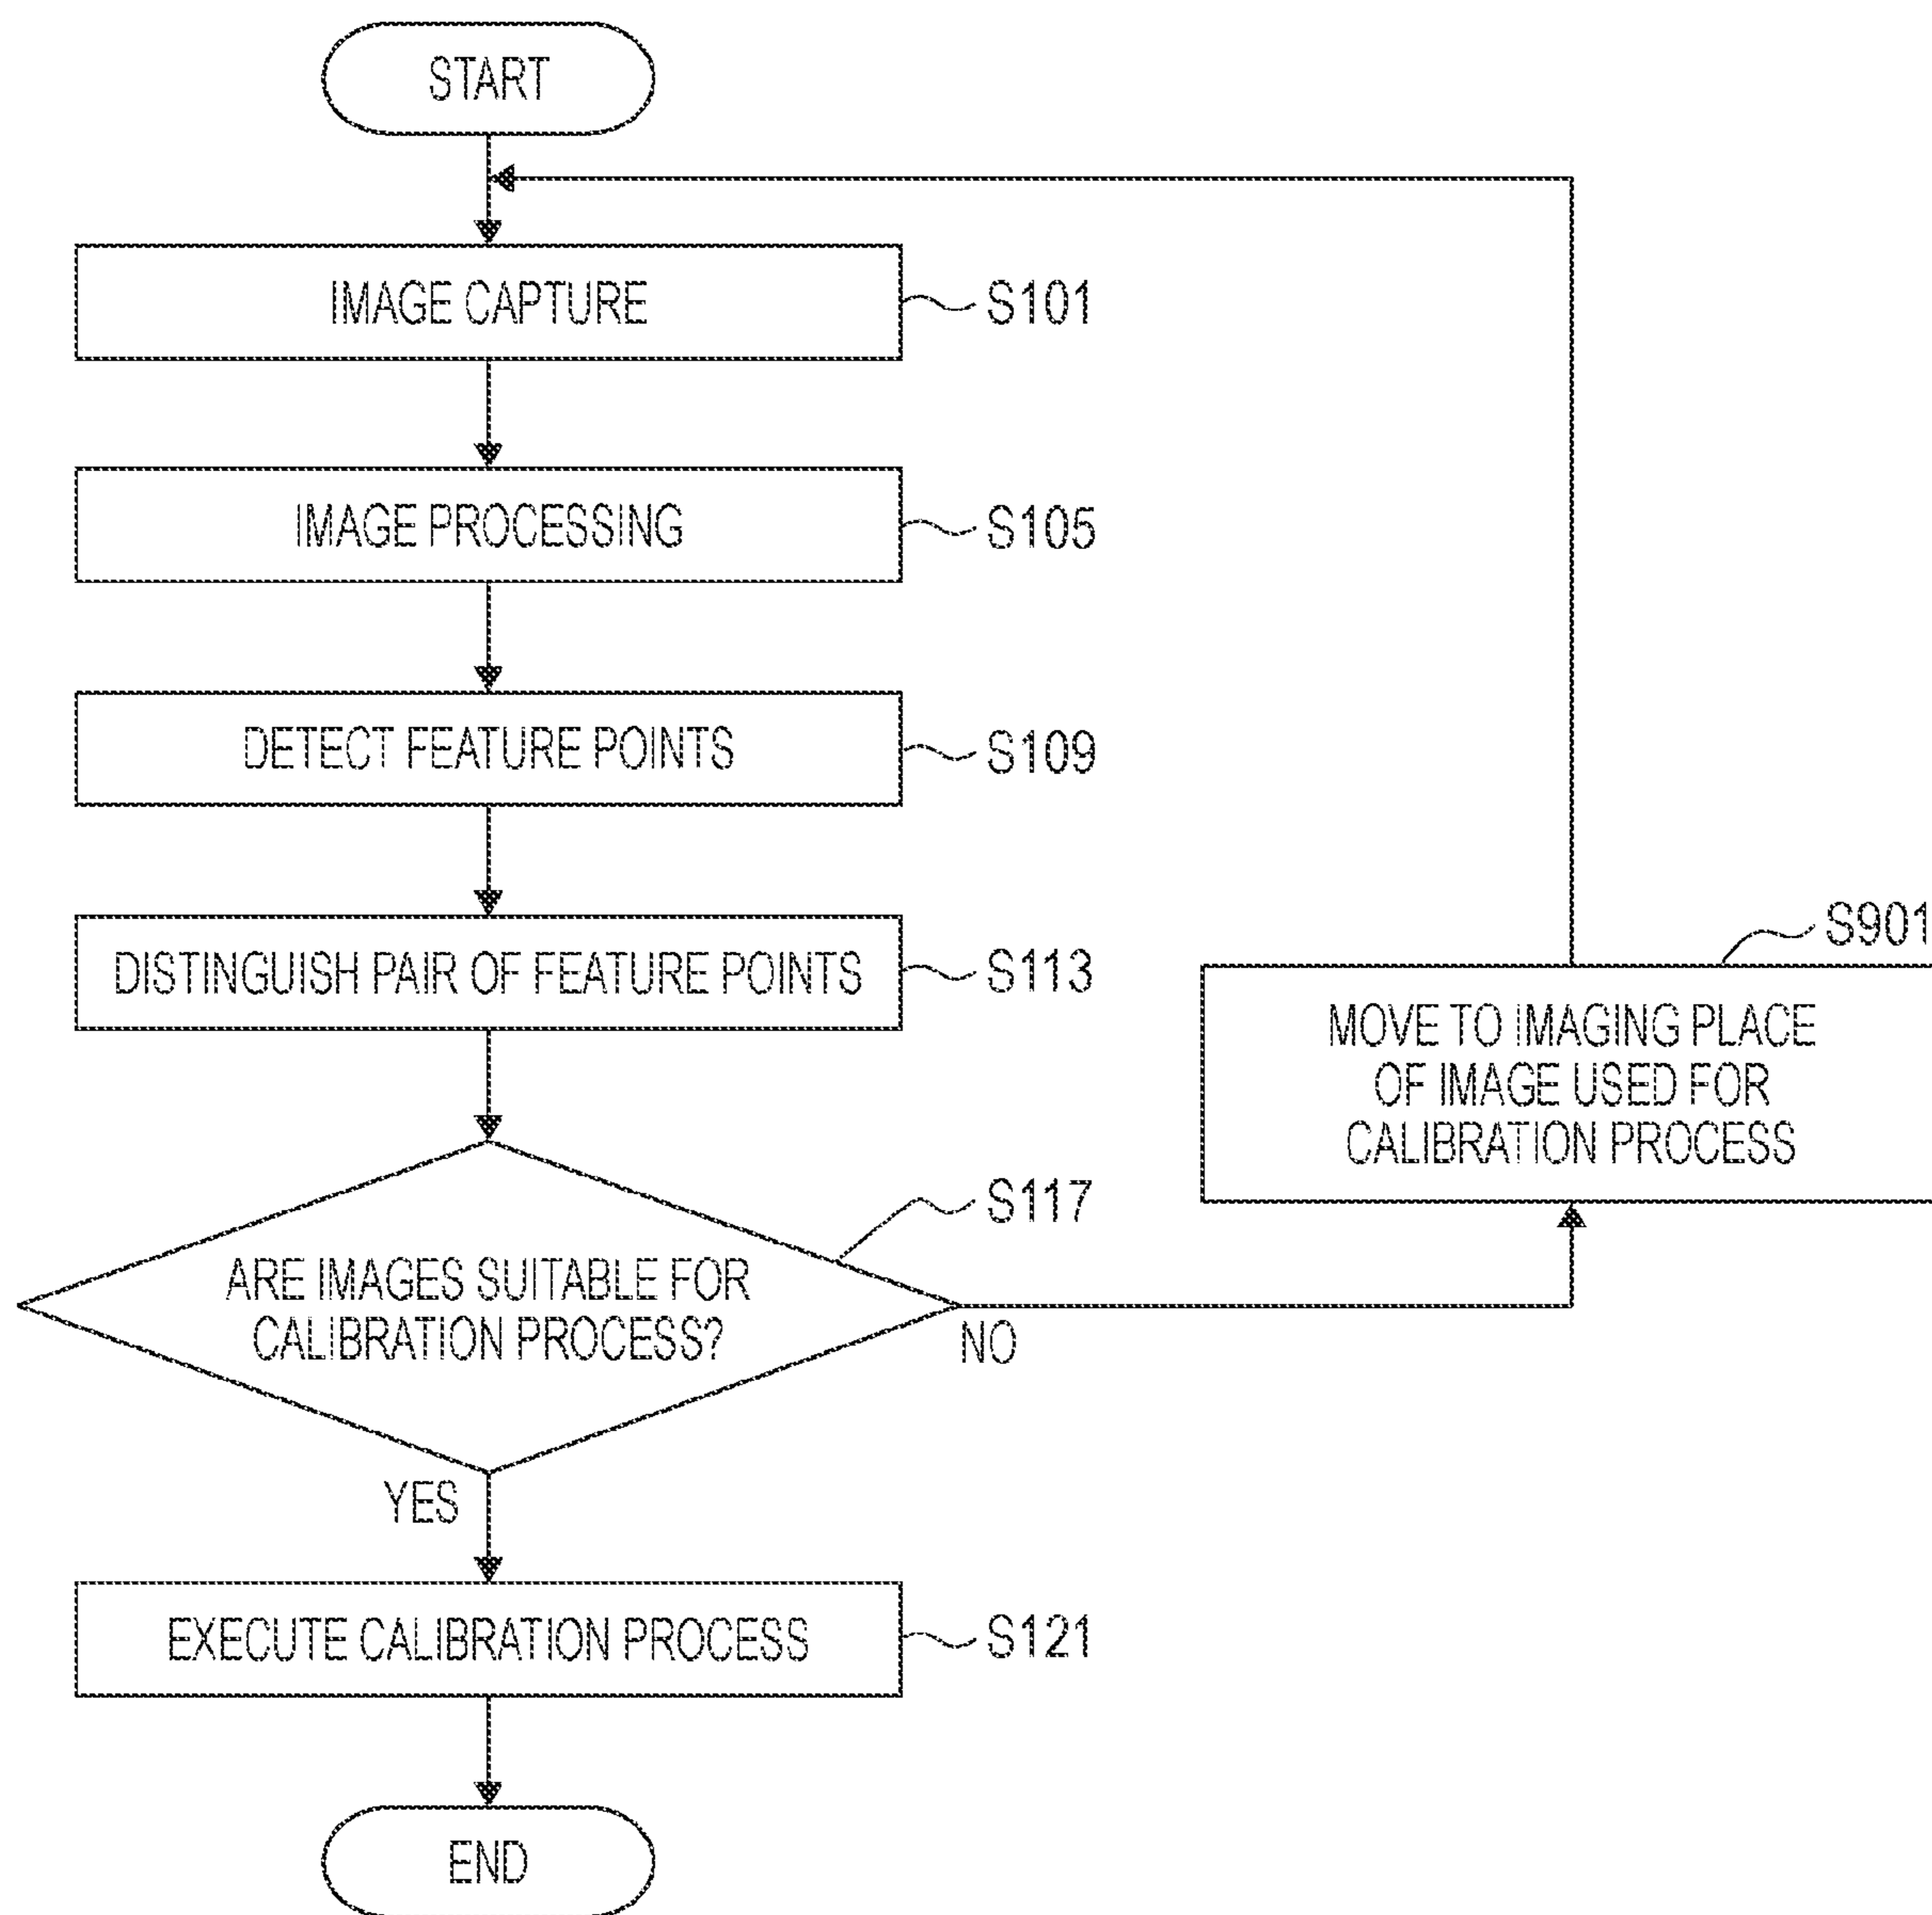 START
IMAGE CAPTURE
S101
IMAGE PROCESSING
S105
DETECT FEATURE POINTS
S109
DISTINGUISH PAIR OF FEATURE POINTS
S113
S901
MOVE TO IMAGING PLACE
OF IMAGE USED FOR
CALIBRATION PROCESS
S117
ARE IMAGES SUITABLE FOR
CALIBRATION PROCESS?
NO
YES
EXECUTE CALIBRATION PROCESS
S121
END